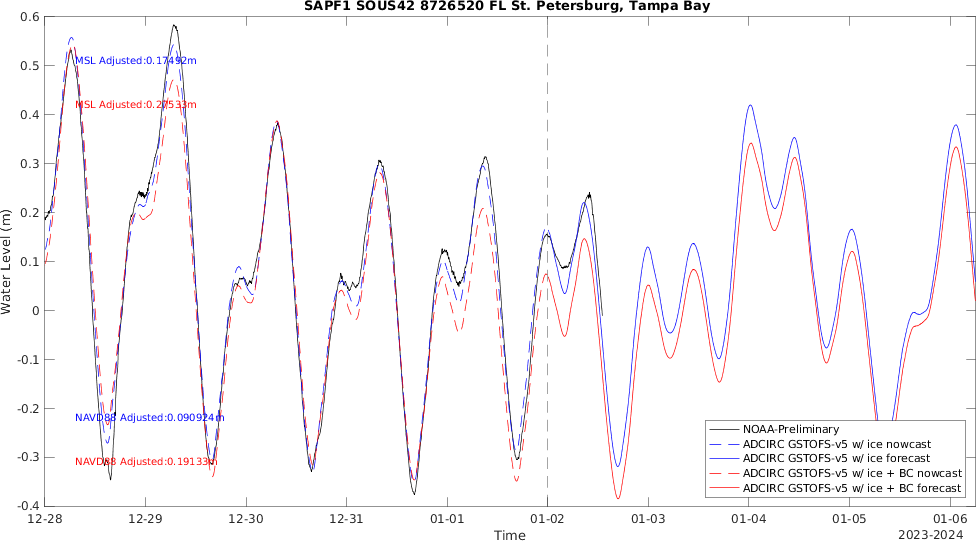 SAPF1 SOUS42 8726520 FL St. Petersburg, Tampa Bay
0.6
0.5
0.4
0.3
0.2
0.1
0
-0.1
-0.2
-0.3
-0.4
Water Level (m)
MSL Adjusted:0.17492m
MSL Adjusted:0.27533m
NAVD88 Adjusted:0.090924m
NAVD88 Adjusted:0.19133m
NOAA-Preliminary
ADCIRC GSTOFS-v5 w/ ice nowcast
ADCIRC GSTOFS-v5 w/ ice forecast
ADCIRC GSTOFS-v5 w/ ice + BC nowcast
ADCIRC GSTOFS-v5 w/ ice + BC forecast
12-28 12-29 12-30 12-31 01-01 01-02 01-03 01-04 01-05 01-06
Time
2023-2024